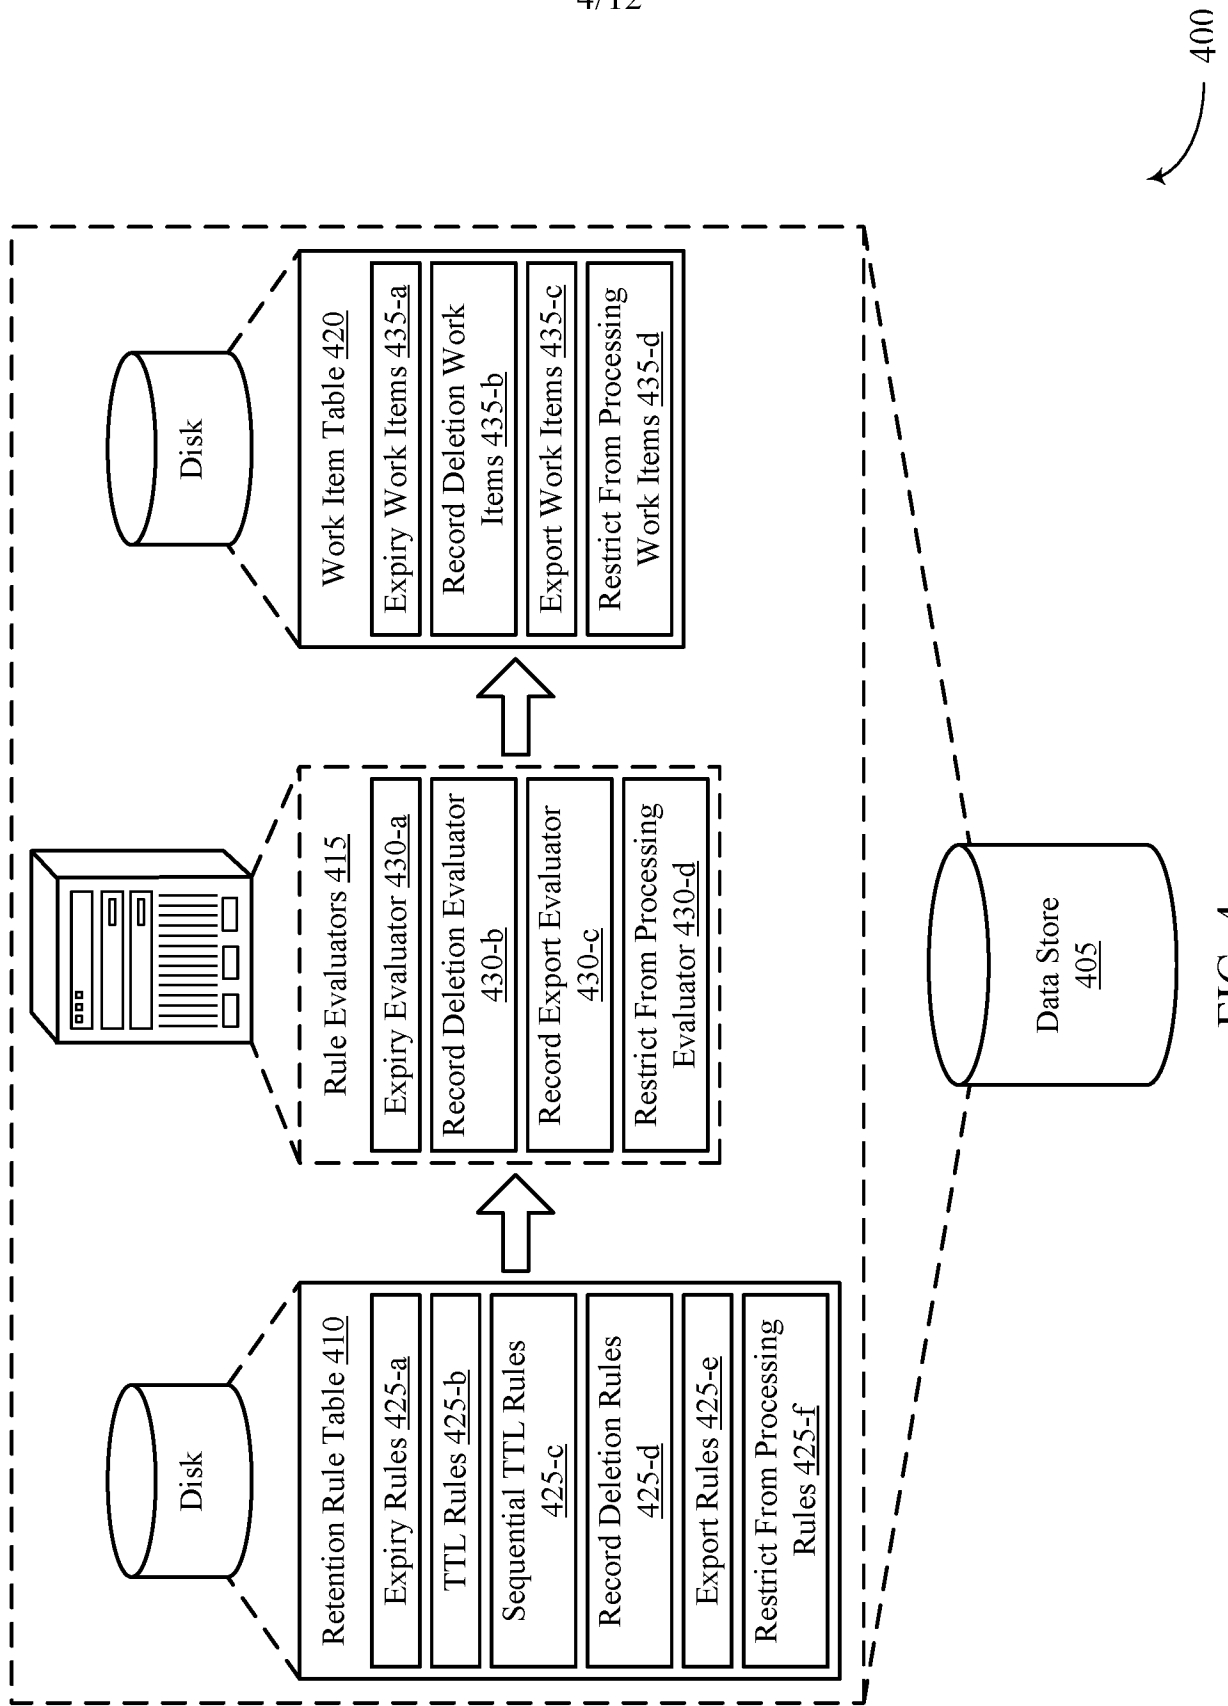 4/12
400
Disk
Retention Rule Table 410
Expiry Rules 425-a
TTL Rules 425-b
Sequential TTL Rules
425-c
Record Deletion Rules
425-d
Export Rules 425-e
Restrict From Processing
Rules 425-f
Rule Evaluators 415
Expiry Evaluator 430-a
Record Deletion Evaluator
430-b
Record Export Evaluator
430-c
Restrict From Processing
Evaluator 430-d
Disk
Work Item Table 420
Expiry Work Items 435-a
Record Deletion Work
Items 435-b
Export Work Items 435-c
Restrict From Processing
Work Items 435-d
Data Store
405
FIG. 4